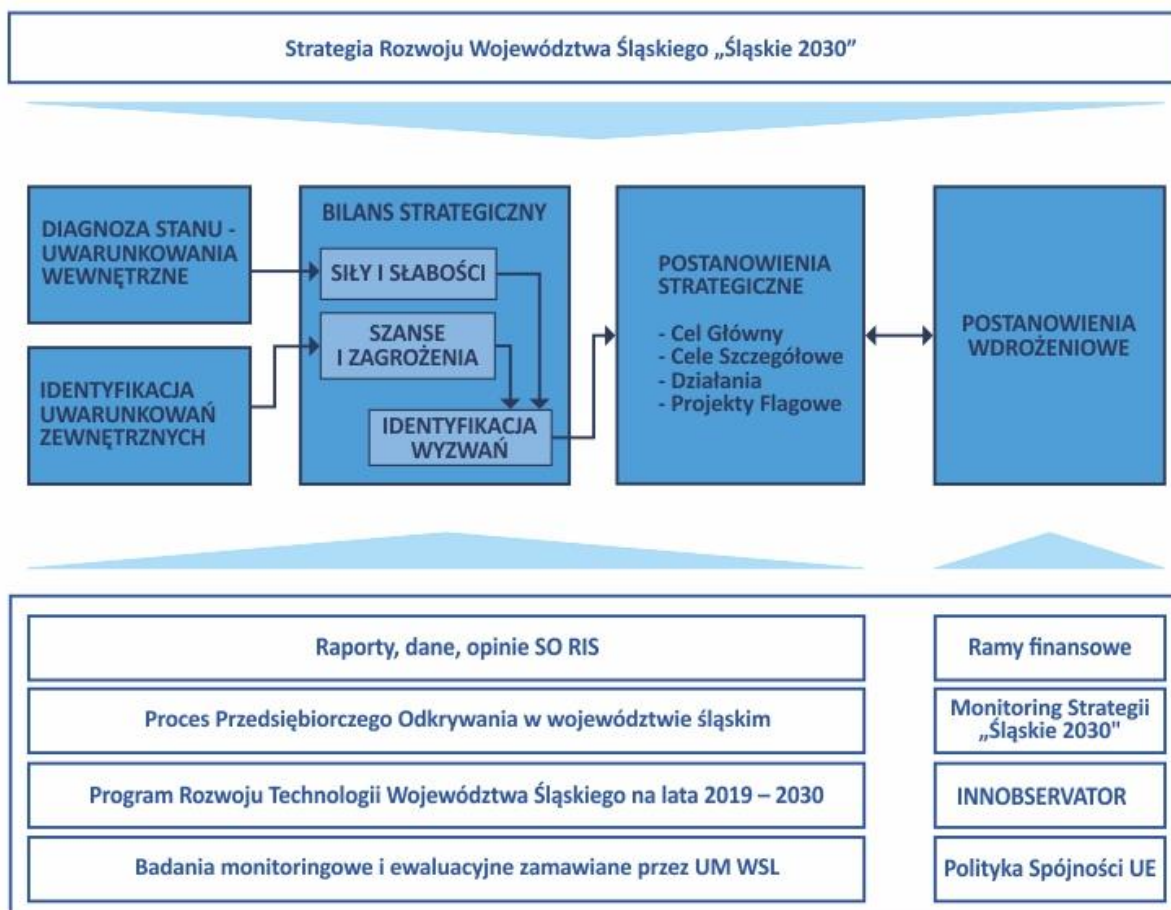 Strategia Rozwoju Województwa Śląskiego „Śląskie 2030”
DIAGNOZA STANU -
UWARUNKOWANIA
WEWNĘTRZNE
IDENTYFIKACJA
UWARUNKOWAŃ
ZEWNĘTRZNYCH
BILANS STRATEGICZNY
SIŁY I SŁABOŚCI
SZANSE
I ZAGROŻENIA
IDENTYFIKACJA
WYZWAŃ
POSTANOWIENIA
STRATEGICZNE
- Cel Główny
- Cele Szczegółowe
- Działania
- Projekty Flagowe
POSTANOWIENIA
WDROŻENIOWE
Raporty, dane, opinie SO RIS
Proces Przedsiębiorczego Odkrywania w województwie śląskim
Program Rozwoju Technologii Województwa Śląskiego na lata 2019 – 2030
Badania monitoringowe i ewaluacyjne zamawiane przez UM WSL
Ramy finansowe
Monitoring Strategii
„Śląskie 2030"
INNOBSERVATOR
Polityka Spójności UE